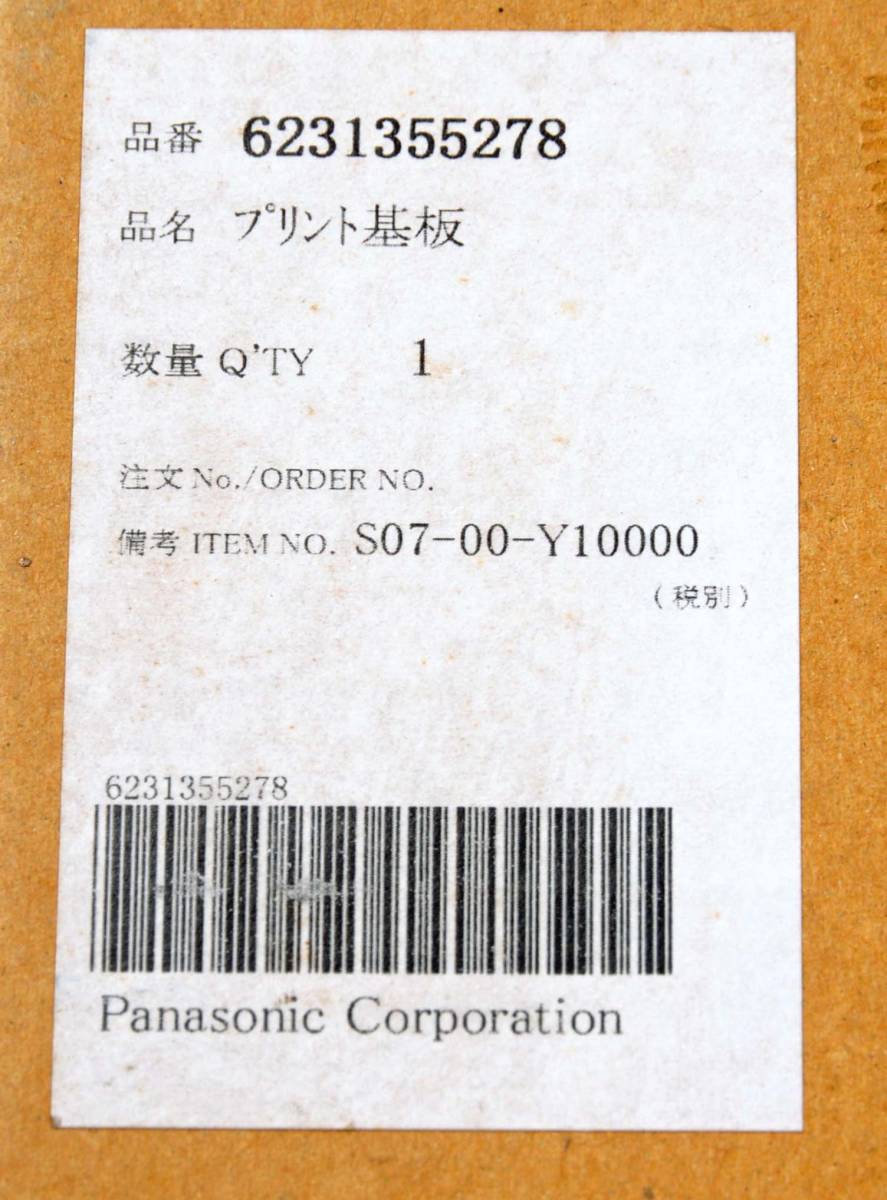 品番 6231355278
品名 プリント基板
数量 Q'TY 1
注文 No./ORDER NO.
備考 ITEM NO. S07-00-Y10000
(税別)
6231355278
Panasonic Corporation